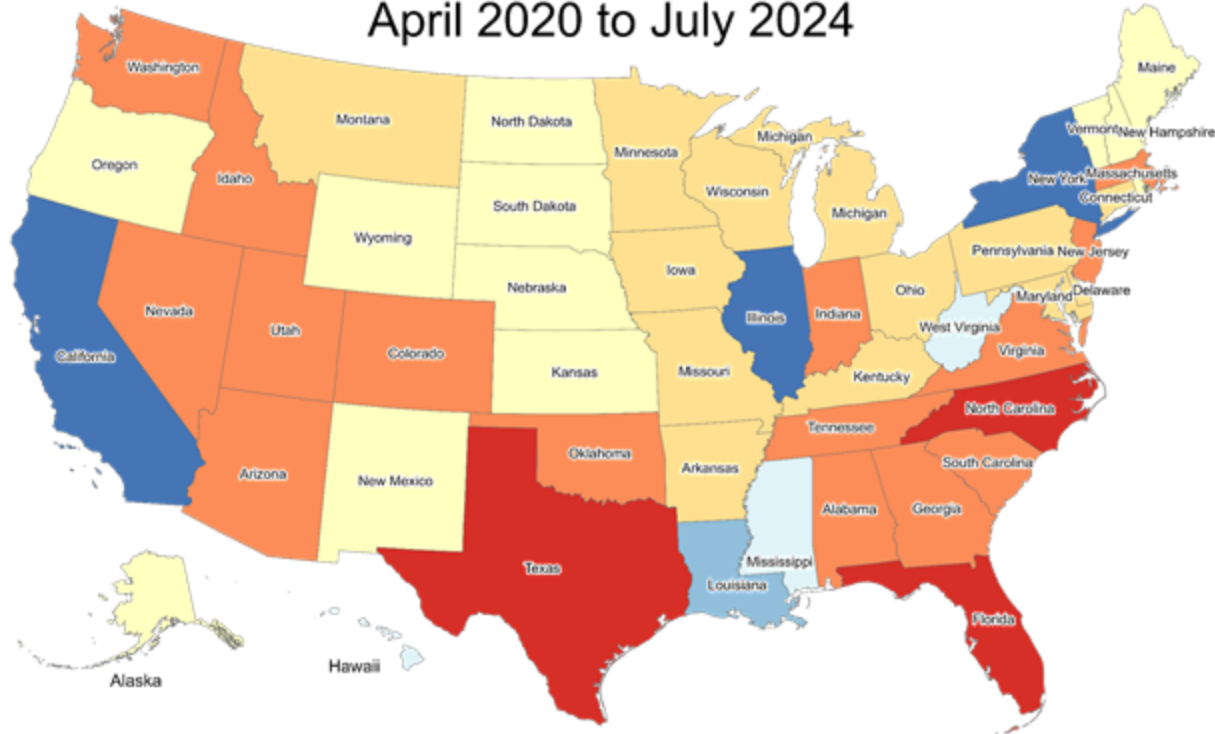 April 2020 to July 2024
Washington
Montana
North Dakota
Minnesota
Michigan
Maine
Vermont
New Hampshire
Oregon
Idaho
South Dakota
Wisconsin
Michigan
New York
Massachusetts
Connecticut
Wyoming
Nebraska
Iowa
Pennsylvania
New Jersey
Nevada
Utah
Colorado
Kansas
Missouri
Illinois
Indiana
Ohio
West Virginia
Maryland
Delaware
Virginia
California
Kentucky
North Carolina
Arizona
New Mexico
Oklahoma
Arkansas
Tennessee
South Carolina
Texas
Louisiana
Mississippi
Alabama
Georgia
Florida
Alaska
Hawaii